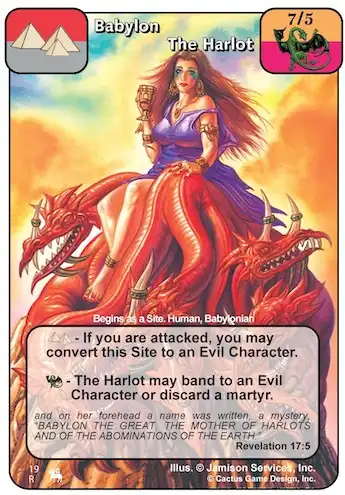 Babylon
The Harlot
7/5
Begins as a Site. Human, Babylonian
- If you are attacked, you may
convert this Site to an Evil Character.
- The Harlot may band to an Evil
Character or discard a martyr.
and on her forehead a name was written, a mystery,
"BABYLON THE GREAT, THE MOTHER OF HARLOTS
AND OF THE ABOMINATIONS OF THE EARTH."
Revelation 17:5
19
R
Illus. © Jamison Services, Inc.
© Cactus Game Design, Inc.